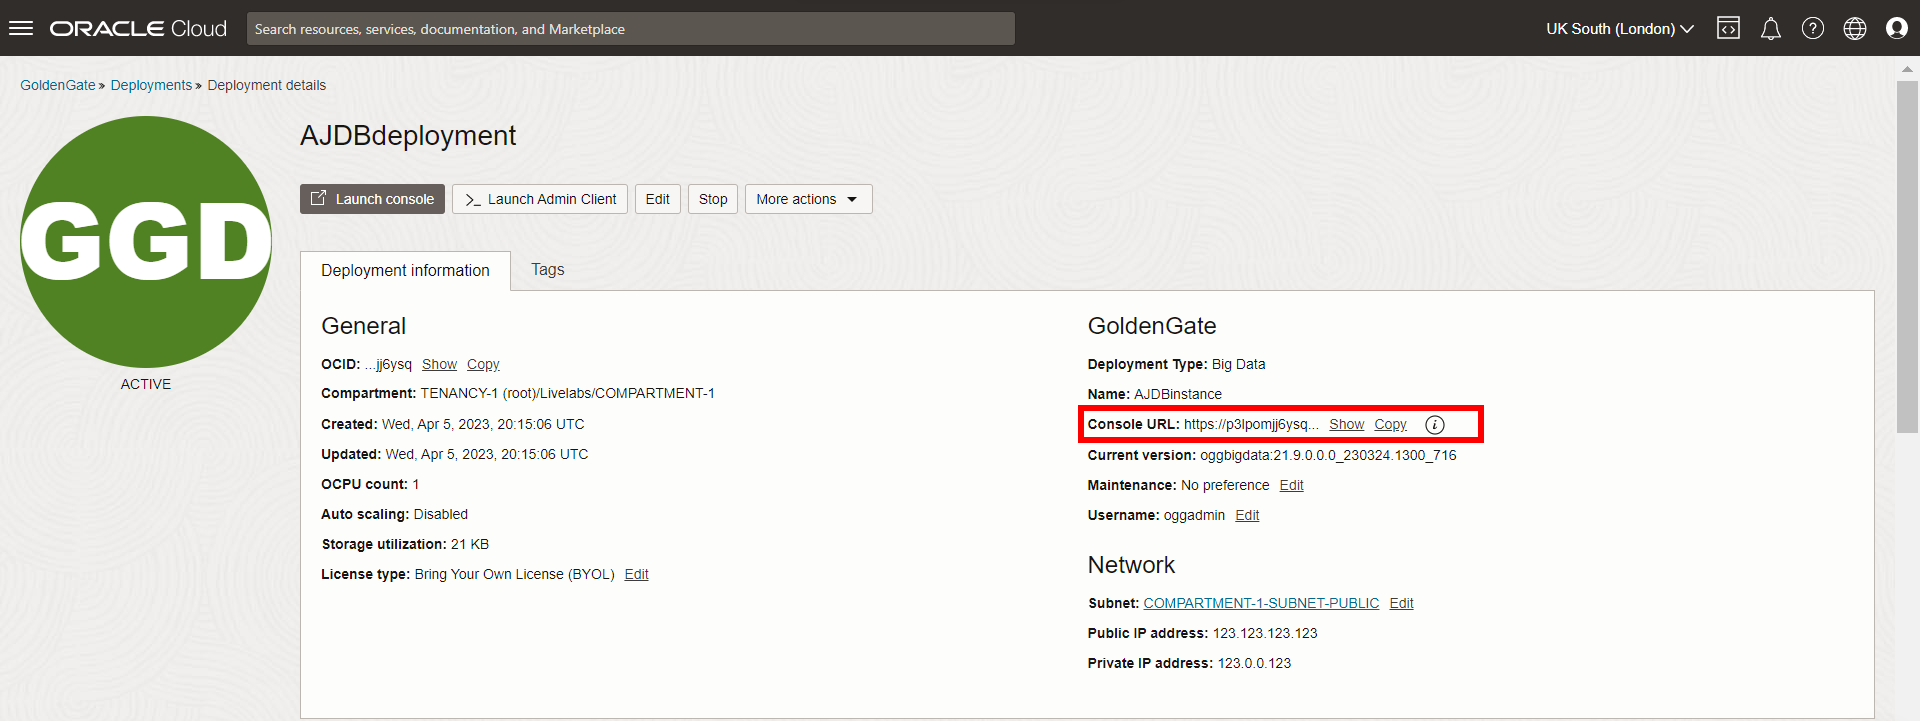 ORACLE Cloud
Search resources, services, documentation, and Marketplace
UK South (London)
GoldenGate » Deployments » Deployment details
GGD
ACTIVE
AJDBdeployment
Launch console
Launch Admin Client
Edit
Stop
More actions
Deployment information
Tags
General
OCID: ...jj6ysq Show Copy
Compartment: TENANCY-1 (root)/Livelabs/COMPARTMENT-1
Created: Wed, Apr 5, 2023, 20:15:06 UTC
Updated: Wed, Apr 5, 2023, 20:15:06 UTC
OCPU count: 1
Auto scaling: Disabled
Storage utilization: 21 KB
License type: Bring Your Own License (BYOL) Edit
GoldenGate
Deployment Type: Big Data
Name: AJDBinstance
Console URL: https://p3lpomjj6ysq... Show Copy
Current version: oggbigdata:21.9.0.0.0_230324.1300_716
Maintenance: No preference Edit
Username: oggadmin Edit
Network
Subnet: COMPARTMENT-1-SUBNET-PUBLIC Edit
Public IP address: 123.123.123.123
Private IP address: 123.0.0.123